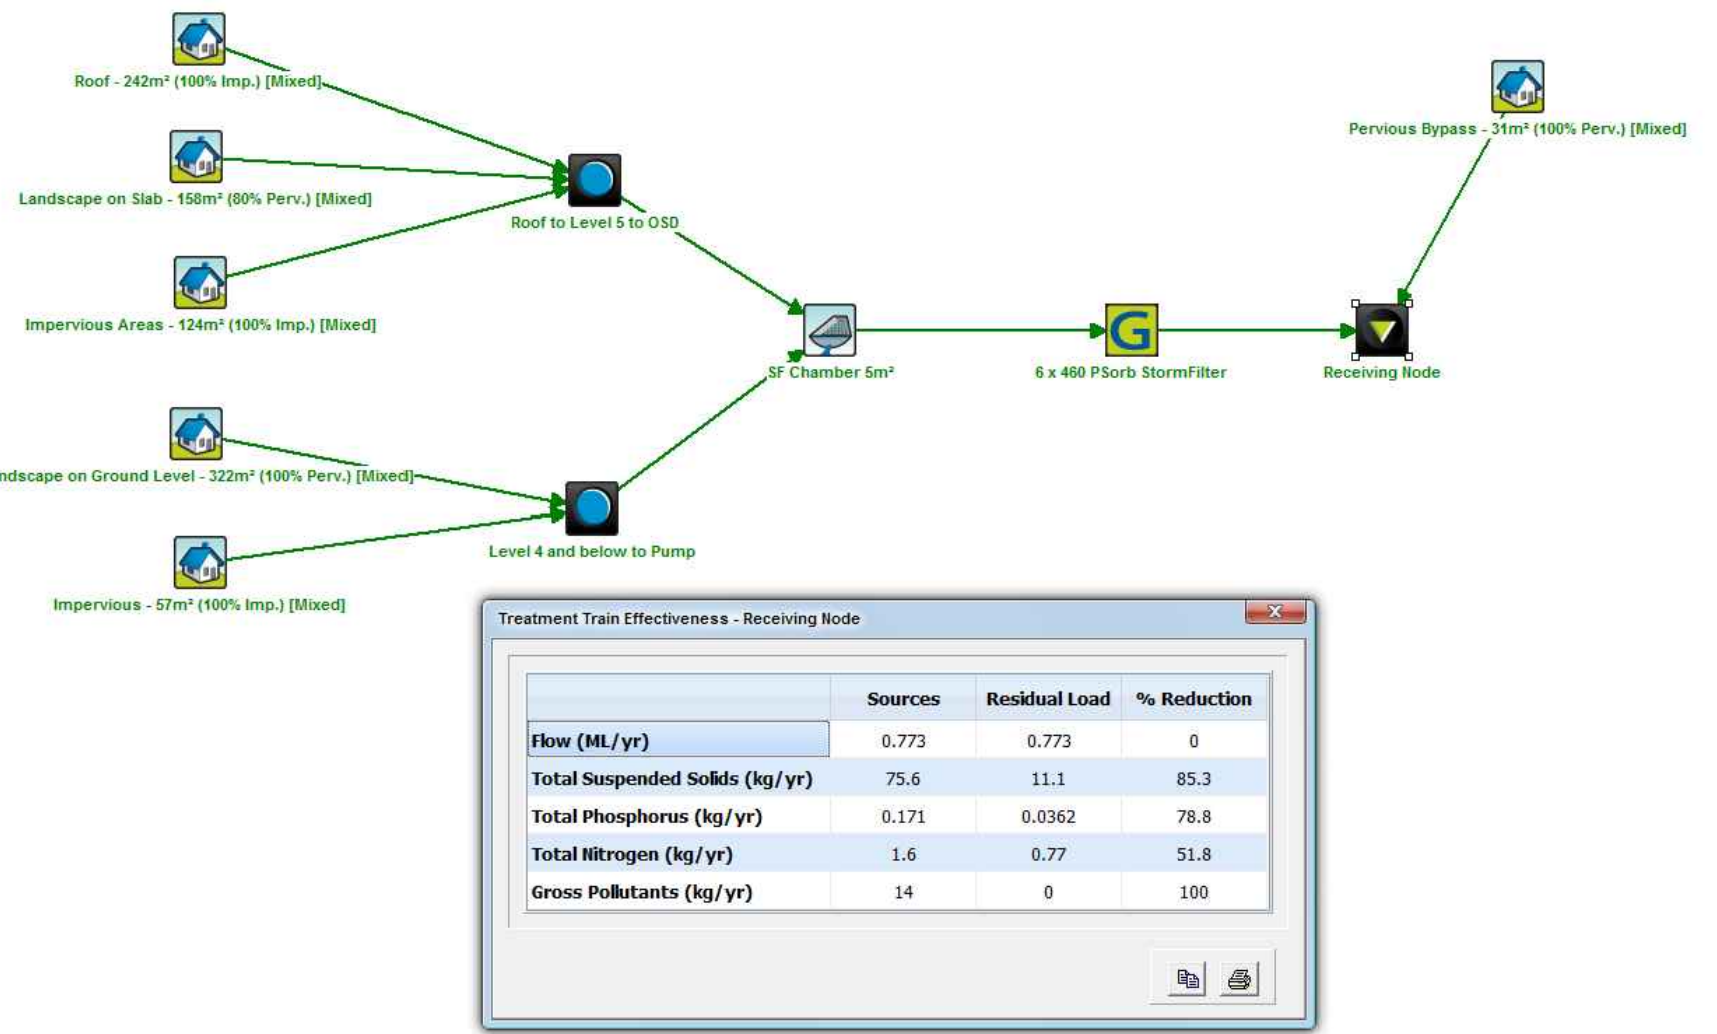 Roof - 242m² (100% Imp.) [Mixed]
Pervious Bypass - 31m² (100% Perv.) [Mixed]
Landscape on Slab - 158m² (80% Perv.) [Mixed]
Roof to Level 5 to OSD
Impervious Areas - 124m² (100% Imp.) [Mixed]
SF Chamber 5m²
G
6 x 460 PSorb StormFilter
Receiving Node
ndscape on Ground Level - 322m² (100% Perv.) [Mixed]
Level 4 and below to Pump
Impervious - 57m² (100% Imp.) [Mixed]
Treatment Train Effectiveness - Receiving Node
Sources Residual Load % Reduction
Flow (ML/yr) 0.773 0.773 0
Total Suspended Solids (kg/yr) 75.6 11.1 85.3
Total Phosphorus (kg/yr) 0.171 0.0362 78.8
Total Nitrogen (kg/yr) 1.6 0.77 51.8
Gross Pollutants (kg/yr) 14 0 100